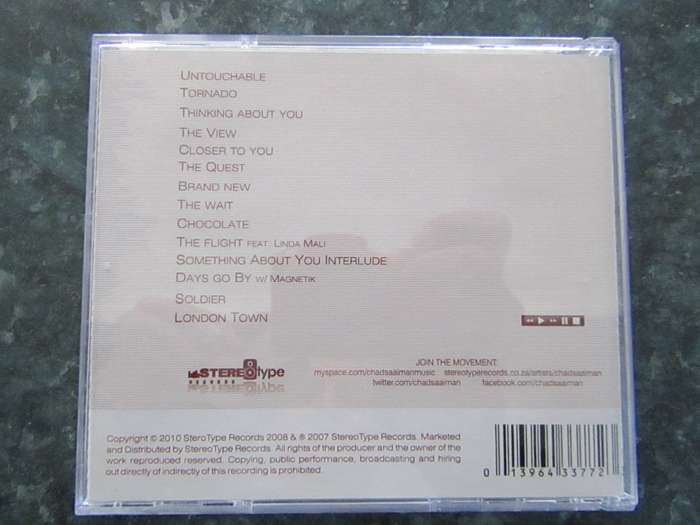 UNTOUCHABLE
TORNADO
THINKING ABOUT YOU
THE VIEW
CLOSER TO YOU
THE QUEST
BRAND NEW
THE WAIT
CHOCOLATE
THE FLIGHT FEAT. LINDA MALI
SOMETHING ABOUT YOU INTERLUDE
DAYS GO BY W/ MAGNETIK
SOLDIER
LONDON TOWN
STEREOtype
RECORDS
JOIN THE MOVEMENT:
myspace.com/chadsaaimanmusic stereotyperecords.co.za/artists/chadsaaiman
twitter.com/chadsaaiman facebook.com/chadsaaiman
Copyright © 2010 SteroType Records 2008 & ® 2007 StereoType Records. Marketed
and Distributed by StereoType Records. All rights of the producer and the owner of the
work reproduced reserved. Copying, public performance, broadcasting and hiring
out directly of indirectly of this recording is prohibited.
0 13964 33772